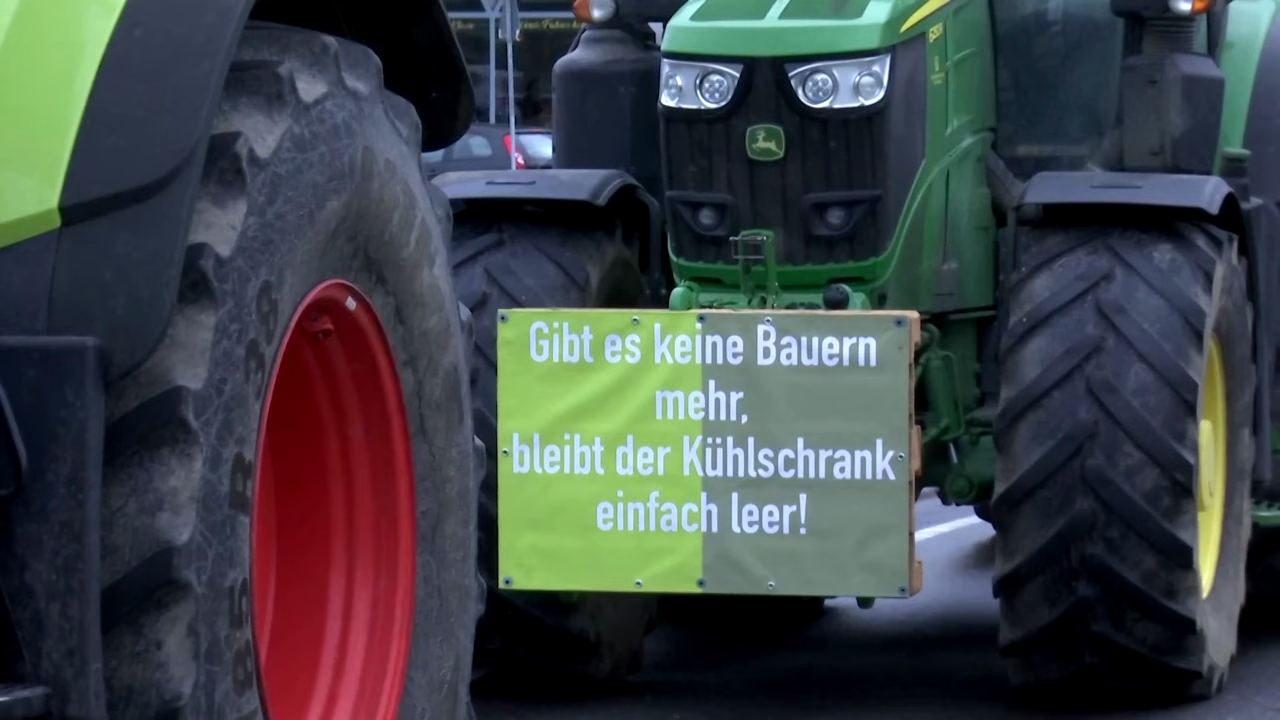 Gibt es keine Bauern
mehr,
bleibt der Kühlschrank
einfach leer!